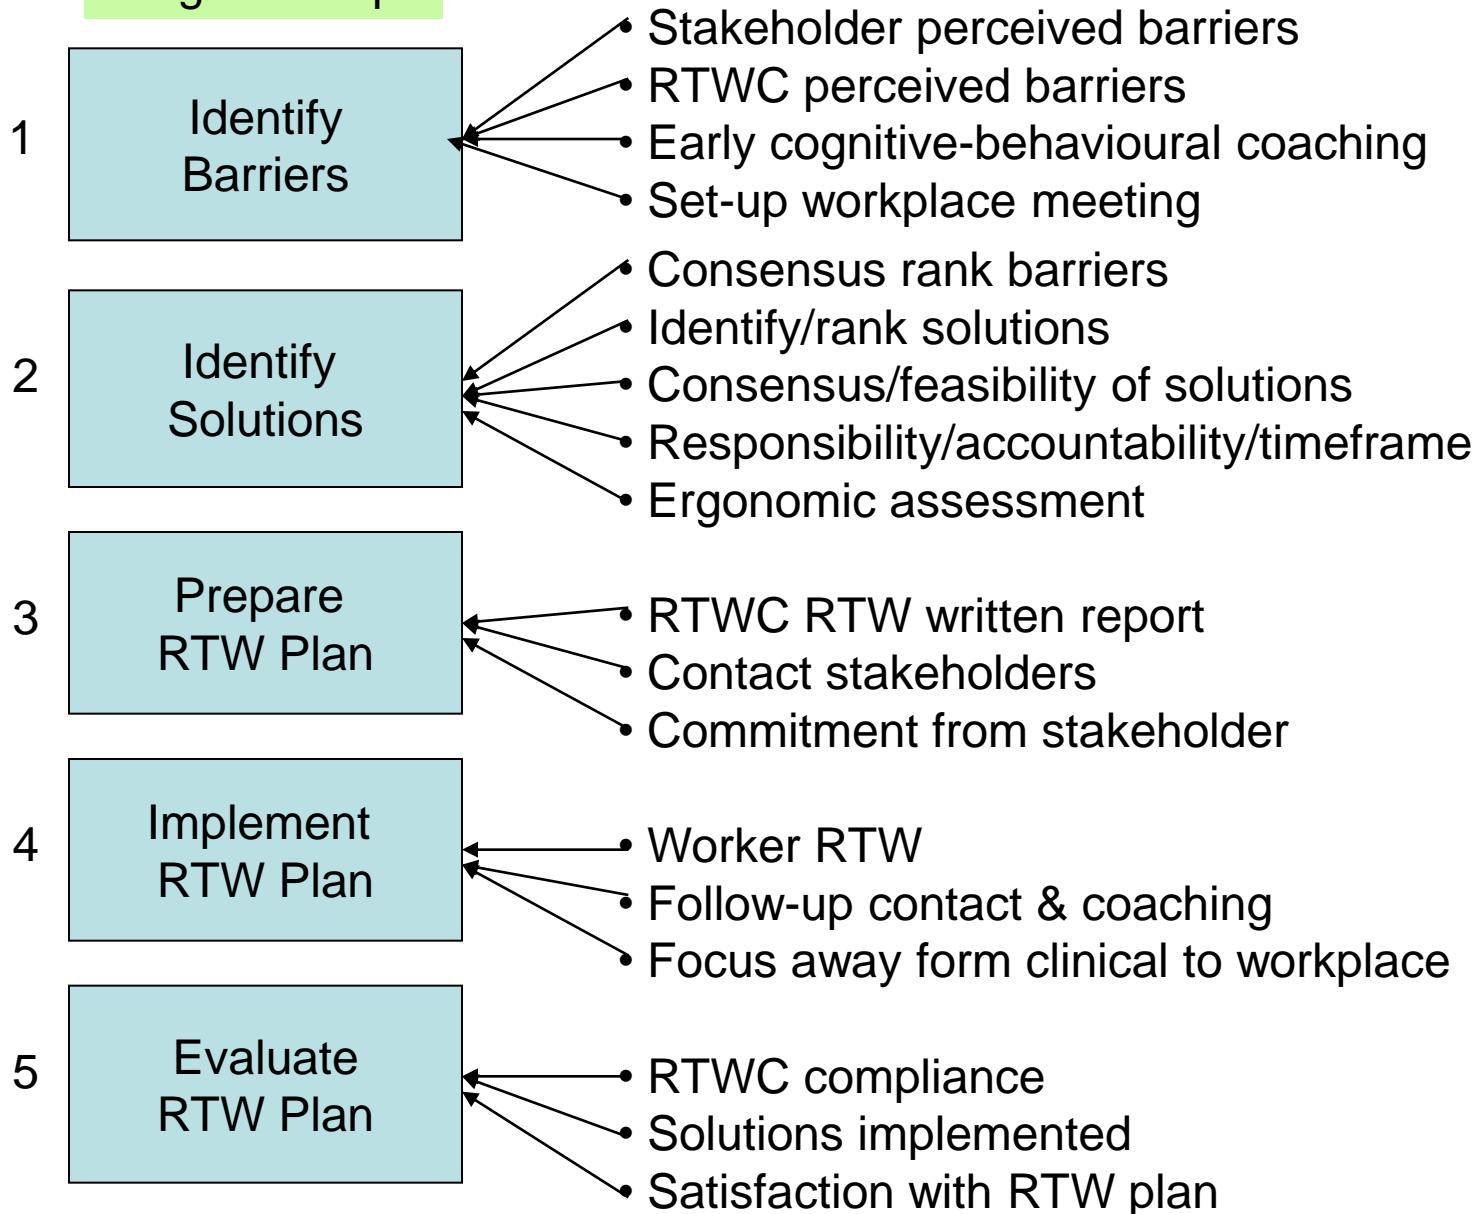 1
Identify
Barriers
• Stakeholder perceived barriers
• RTWC perceived barriers
• Early cognitive-behavioural coaching
• Set-up workplace meeting
2
Identify
Solutions
• Consensus rank barriers
• Identify/rank solutions
• Consensus/feasibility of solutions
• Responsibility/accountability/timeframe
• Ergonomic assessment
3
Prepare
RTW Plan
• RTWC RTW written report
• Contact stakeholders
• Commitment from stakeholder
4
Implement
RTW Plan
• Worker RTW
• Follow-up contact & coaching
• Focus away form clinical to workplace
5
Evaluate
RTW Plan
• RTWC compliance
• Solutions implemented
• Satisfaction with RTW plan